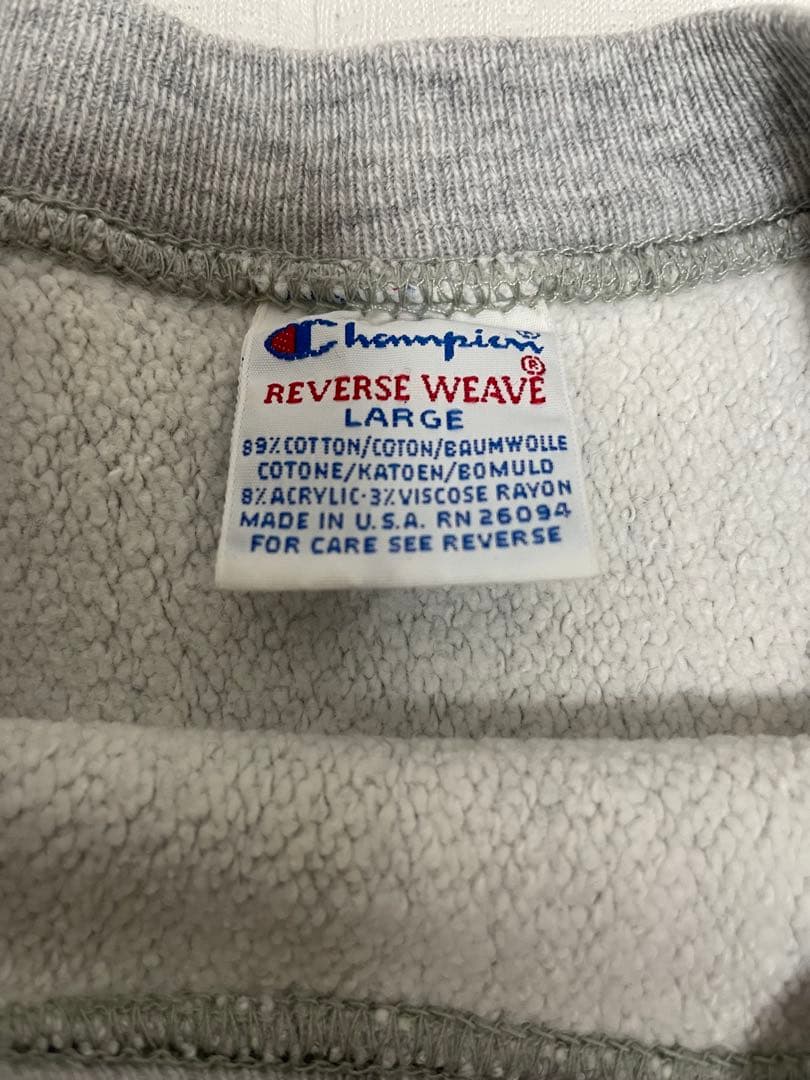 Champion®
REVERSE WEAVE®
LARGE
89% COTTON/COTON/BAUMWOLLE
COTONE/KATOEN/BOMULD
8% ACRYLIC·3% VISCOSE RAYON
MADE IN U.S.A. RN 26094
FOR CARE SEE REVERSE